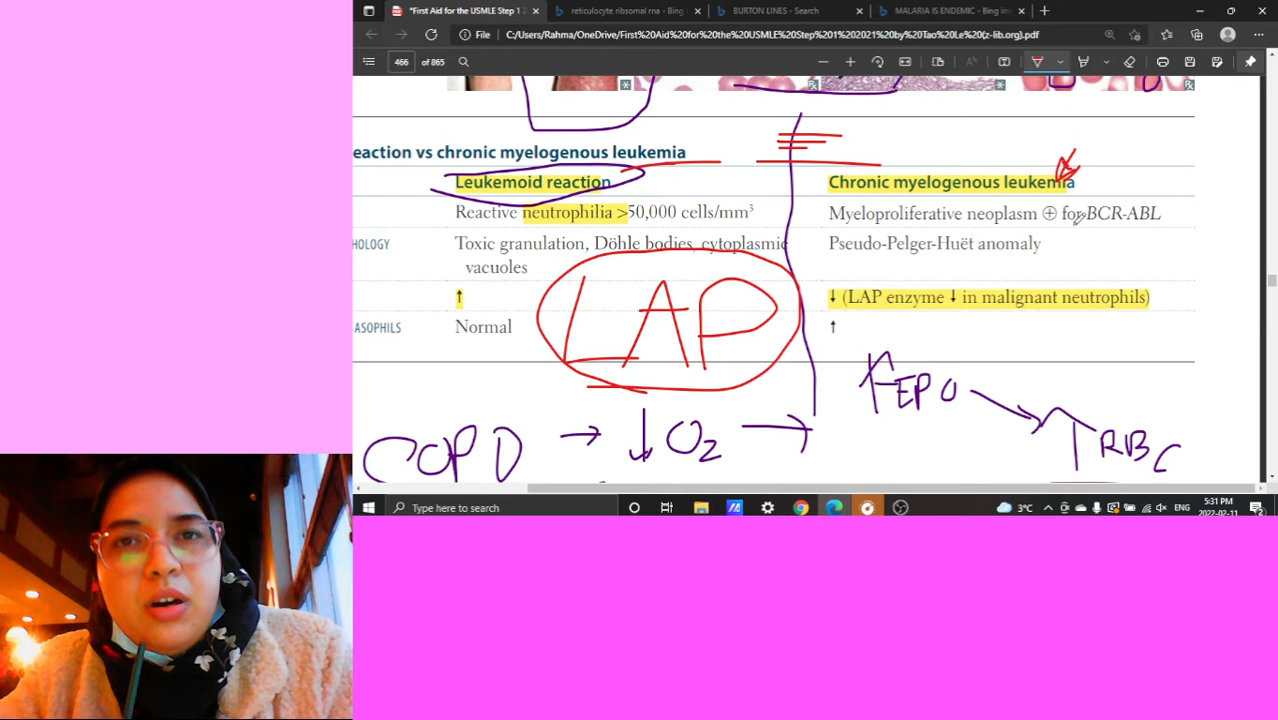 "First Aid for the USMLE Step 1 2
reticulocyte ribsomal rna - Bing I
BURTON LINES - Search
MALARIA IS ENDEMIC - Bing im
File
C:/Users/Rahma/OneDrive/First%20Aid%20for%20the%20USMLE%20Step%201%202021%20by%20Tao%20Le%20(z-lib.org).pdf
466 of 865
eaction vs chronic myelogenous leukemia
Leukemoid reaction
Chronic myelogenous leukemia
Reactive neutrophilia >50,000 cells/mm³
Myeloproliferative neoplasm ⊕ for BCR-ABL
HOLOGY
Toxic granulation, Döhle bodies, cytoplasmic
vacuoles
Pseudo-Pelger-Huët anomaly
↑
↓ (LAP enzyme ↓ in malignant neutrophils)
ASOPHILS
Normal
↑
LAP
↑ EPO
↑ RBC
COPD → ↓ O2 →
Type here to search
3°C
ENG
5:31 PM
2022-02-11